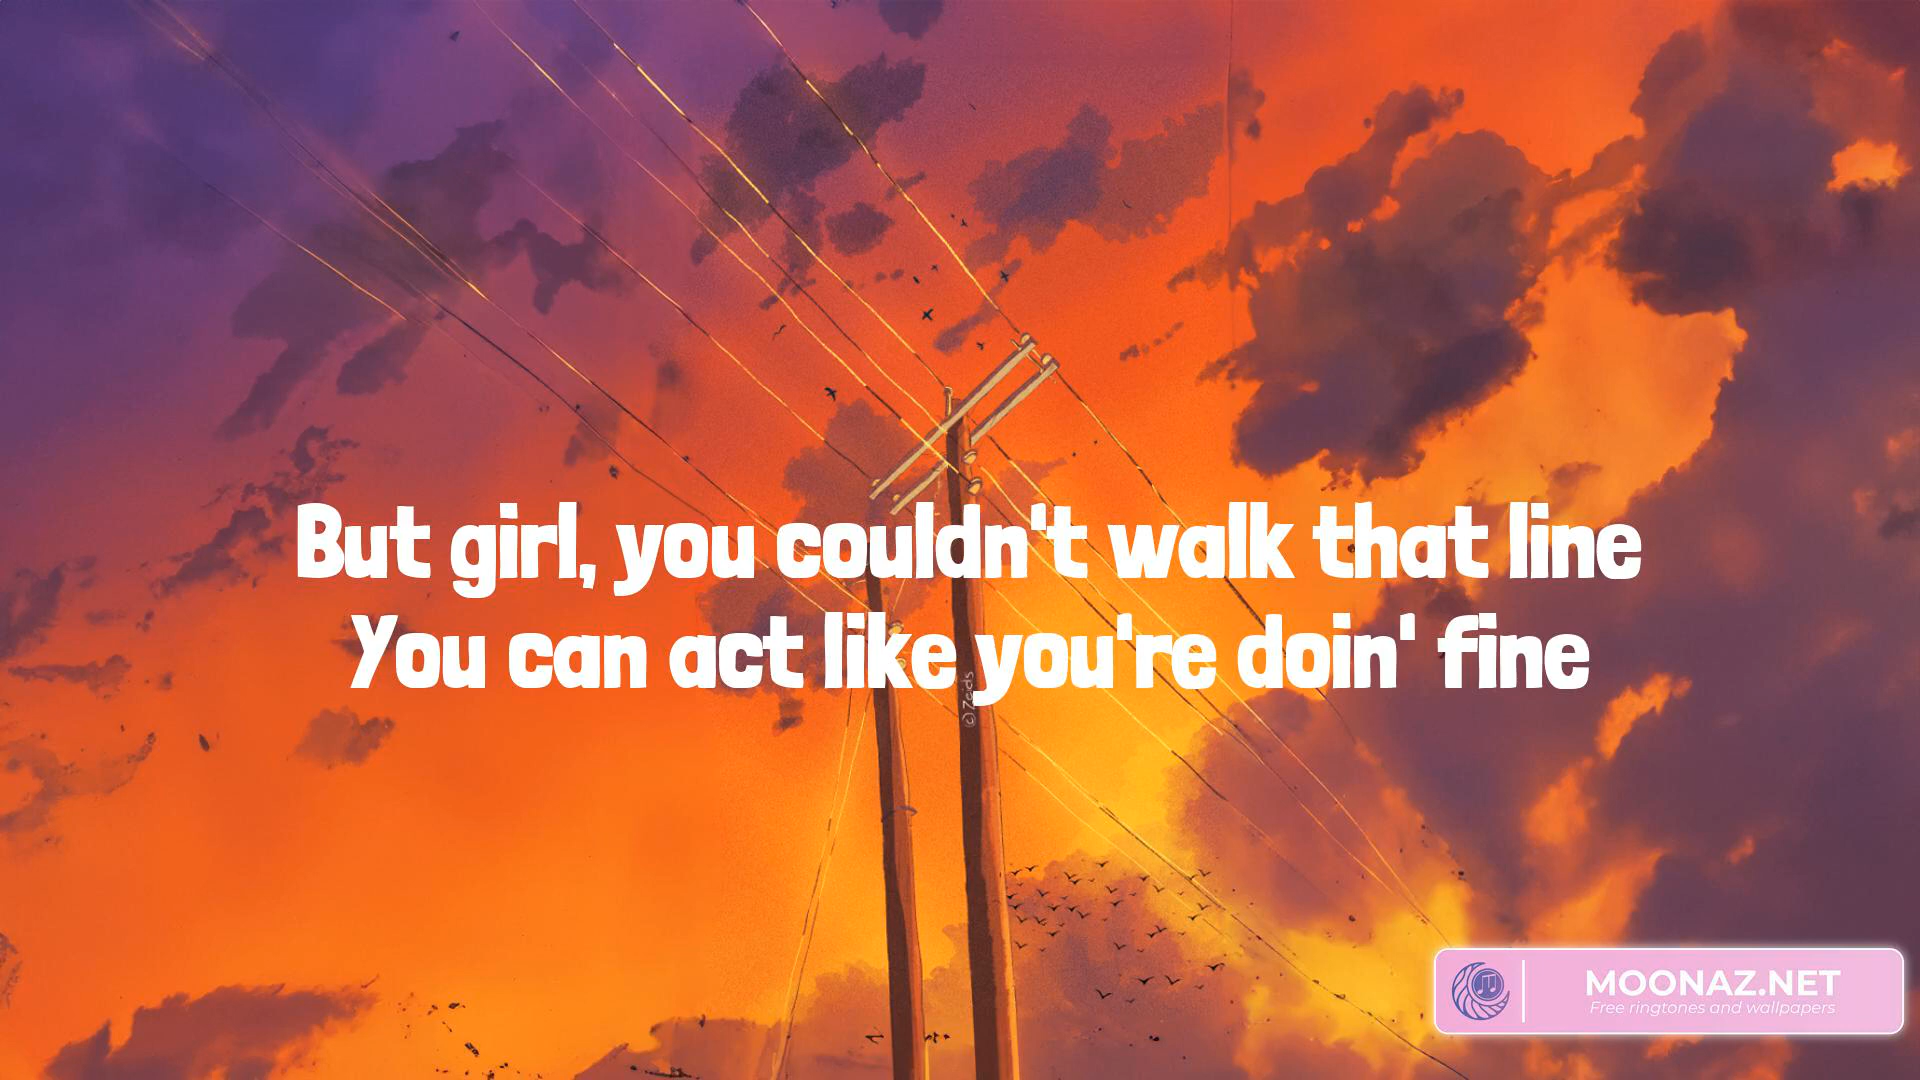 But girl, you couldn't walk that line
You can act like you're doin' fine
©Zaids
MOONAZ.NET
Free ringtones and wallpapers